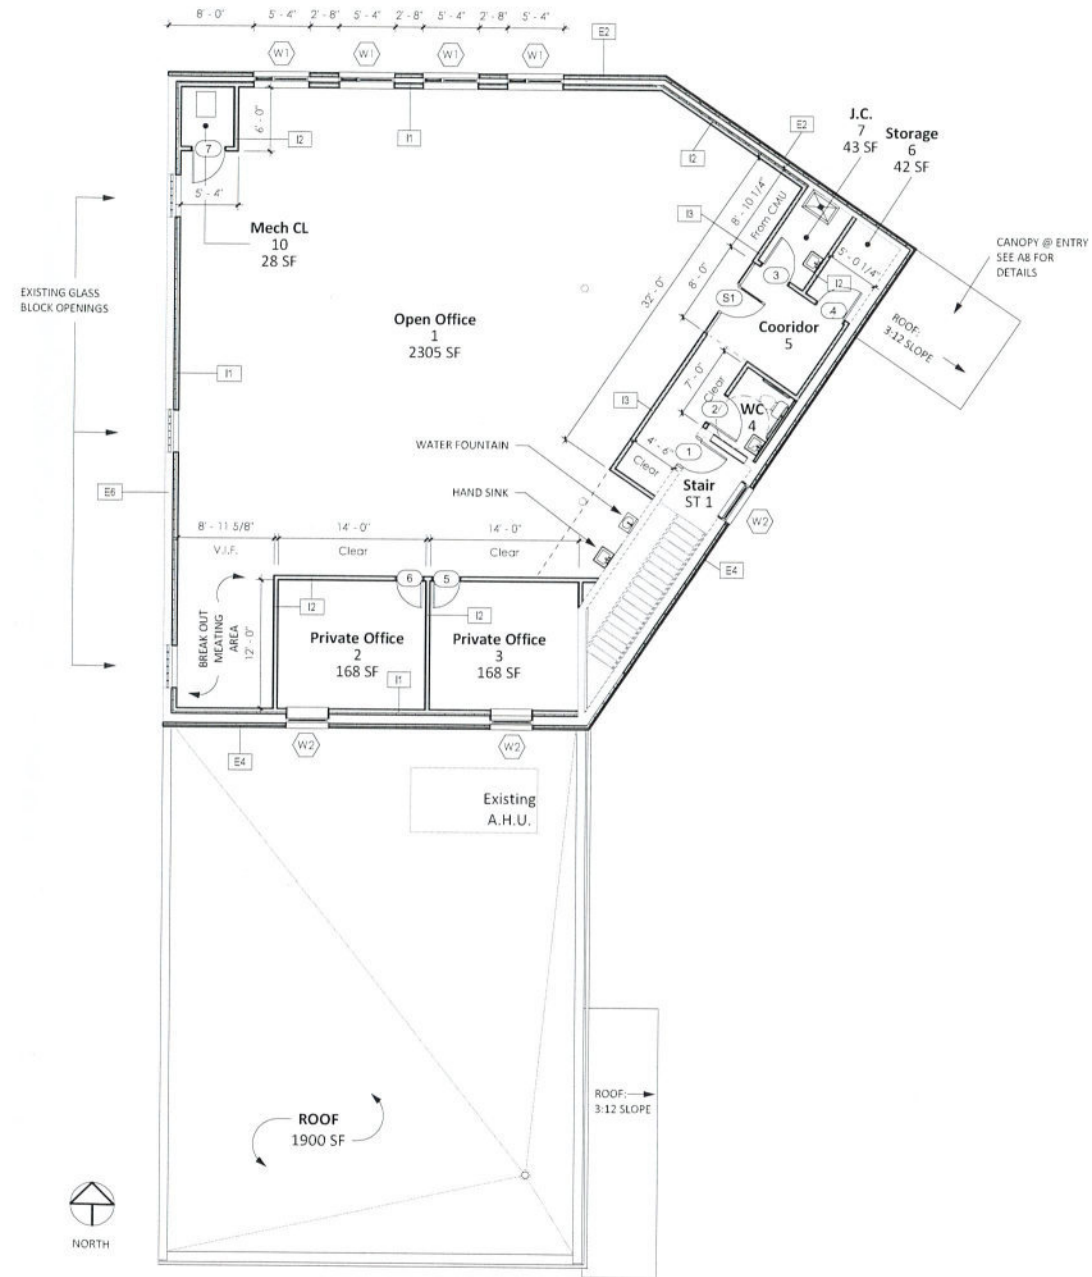 8' - 0" 5' - 4" 2' - 8" 5' - 4" 2' - 8" 5' - 4" 2' - 8" 5' - 4"
E2
W1 W1 W1 W1
7
6' - 0"
I2
I1
I2
E2
J.C.
7
43 SF
Storage
6
42 SF
5' - 4"
Mech CL
10
28 SF
8' - 10 1/4"
From CMU
I3
3
I2
5' - 0 1/4"
4
CANOPY @ ENTRY
SEE A8 FOR
DETAILS
EXISTING GLASS
BLOCK OPENINGS
32' - 0"
8' - 0"
S1
Open Office
1
2305 SF
Cooridor
5
ROOF:
3:12 SLOPE
I1
I3
7' - 0"
Clear
2
WC
4
WATER FOUNTAIN
4' - 6"
Clear
1
Stair
ST 1
HAND SINK
E6
W2
8' - 11 5/8"
V.I.F.
14' - 0"
Clear
14' - 0"
Clear
E4
6 5
I2
I2
BREAK OUT
MEATING
AREA
12' - 0"
Private Office
2
168 SF
Private Office
3
168 SF
I1
W2 W2
E4
Existing
A.H.U.
ROOF
1900 SF
ROOF:
3:12 SLOPE
NORTH